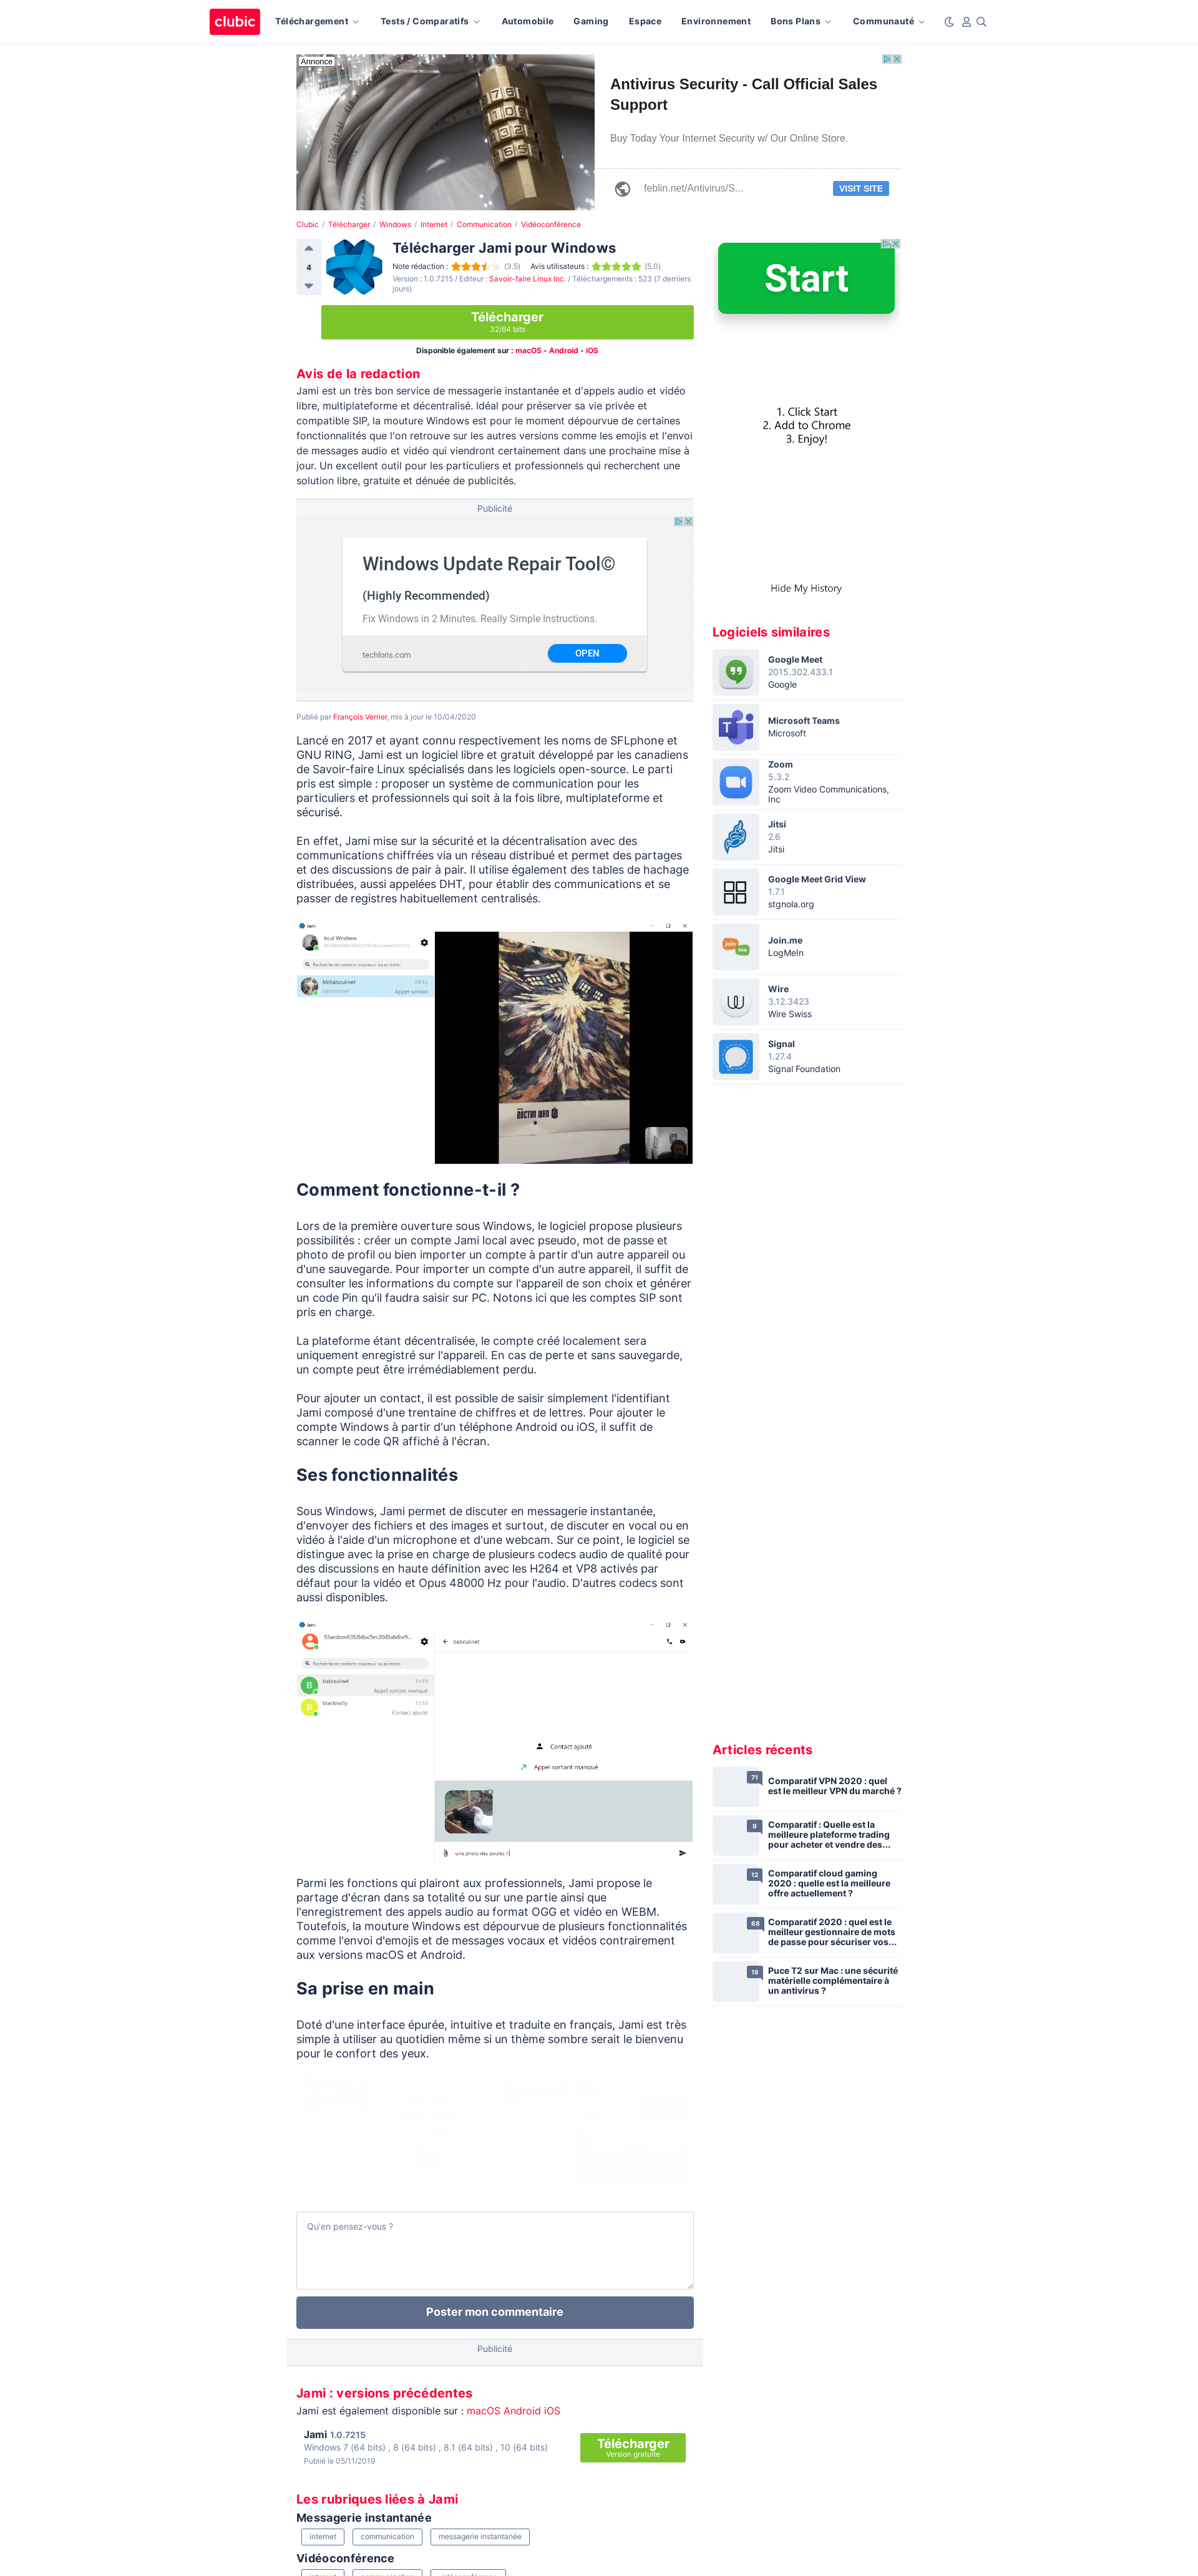 clubic
Téléchargement
Tests / Comparatifs
Automobile
Gaming
Espace
Environnement
Bons Plans
Communauté
Annonce
Antivirus Security - Call Official Sales
Support
Buy Today Your Internet Security w/ Our Online Store.
feblin.net/Antivirus/S...
VISIT SITE
Clubic / Télécharger / Windows / Internet / Communication / Vidéoconférence
4
Télécharger Jami pour Windows
Note rédaction : (3.5) Avis utilisateurs : (5.0)
Version : 1.0.7215 / Editeur : Savoir-faire Linux Inc. / Téléchargements : 523 (7 derniers
jours)
Télécharger
32/64 bits
Disponible également sur : macOS - Android - iOS
Avis de la redaction
Jami est un très bon service de messagerie instantanée et d'appels audio et vidéo
libre, multiplateforme et décentralisé. Idéal pour préserver sa vie privée et
compatible SIP, la mouture Windows est pour le moment dépourvue de certaines
fonctionnalités que l'on retrouve sur les autres versions comme les emojis et l'envoi
de messages audio et vidéo qui viendront certainement dans une prochaine mise à
jour. Un excellent outil pour les particuliers et professionnels qui recherchent une
solution libre, gratuite et dénuée de publicités.
Publicité
Windows Update Repair Tool©
(Highly Recommended)
Fix Windows in 2 Minutes. Really Simple Instructions.
techloris.com
OPEN
Publié par François Verrier, mis à jour le 10/04/2020
Lancé en 2017 et ayant connu respectivement les noms de SFLphone et
GNU RING, Jami est un logiciel libre et gratuit développé par les canadiens
de Savoir-faire Linux spécialisés dans les logiciels open-source. Le parti
pris est simple : proposer un système de communication pour les
particuliers et professionnels qui soit à la fois libre, multiplateforme et
sécurisé.
En effet, Jami mise sur la sécurité et la décentralisation avec des
communications chiffrées via un réseau distribué et permet des partages
et des discussions de pair à pair. Il utilise également des tables de hachage
distribuées, aussi appelées DHT, pour établir des communications et se
passer de registres habituellement centralisés.
Jami
local Windows
Recherche de contacts nouveaux ou existants
Mrllaboulinet
baboulinet
Appel sortant
DOCTOR WHO
Comment fonctionne-t-il ?
Lors de la première ouverture sous Windows, le logiciel propose plusieurs
possibilités : créer un compte Jami local avec pseudo, mot de passe et
photo de profil ou bien importer un compte à partir d'un autre appareil ou
d'une sauvegarde. Pour importer un compte d'un autre appareil, il suffit de
consulter les informations du compte sur l'appareil de son choix et générer
un code Pin qu'il faudra saisir sur PC. Notons ici que les comptes SIP sont
pris en charge.
La plateforme étant décentralisée, le compte créé localement sera
uniquement enregistré sur l'appareil. En cas de perte et sans sauvegarde,
un compte peut être irrémédiablement perdu.
Pour ajouter un contact, il est possible de saisir simplement l'identifiant
Jami composé d'une trentaine de chiffres et de lettres. Pour ajouter le
compte Windows à partir d'un téléphone Android ou iOS, il suffit de
scanner le code QR affiché à l'écran.
Ses fonctionnalités
Sous Windows, Jami permet de discuter en messagerie instantanée,
d'envoyer des fichiers et des images et surtout, de discuter en vocal ou en
vidéo à l'aide d'un microphone et d'une webcam. Sur ce point, le logiciel se
distingue avec la prise en charge de plusieurs codecs audio de qualité pour
des discussions en haute définition avec les H264 et VP8 activés par
défaut pour la vidéo et Opus 48000 Hz pour l'audio. D'autres codecs sont
aussi disponibles.
Jami
Recherche de contacts nouveaux ou existants
B
baboulinet
Appel sortant manqué
B
blacknelly
Contact ajouté
baboulinet
Contact ajouté
Appel sortant manqué
une photo des poules !
Parmi les fonctions qui plairont aux professionnels, Jami propose le
partage d'écran dans sa totalité ou sur une partie ainsi que
l'enregistrement des appels audio au format OGG et vidéo en WEBM.
Toutefois, la mouture Windows est dépourvue de plusieurs fonctionnalités
comme l'envoi d'emojis et de messages vocaux et vidéos contrairement
aux versions macOS et Android.
Sa prise en main
Doté d'une interface épurée, intuitive et traduite en français, Jami est très
simple à utiliser au quotidien même si un thème sombre serait le bienvenu
pour le confort des yeux.
Qu'en pensez-vous ?
Poster mon commentaire
Publicité
Jami : versions précédentes
Jami est également disponible sur : macOS Android iOS
Jami 1.0.7215
Windows 7 (64 bits) , 8 (64 bits) , 8.1 (64 bits) , 10 (64 bits)
Publié le 05/11/2019
Télécharger
Version gratuite
Les rubriques liées à Jami
Messagerie instantanée
internet
communication
messagerie instantanée
Vidéoconférence
Start
1. Click Start
2. Add to Chrome
3. Enjoy!
Hide My History
Logiciels similaires
Google Meet
2015.302.433.1
Google
Microsoft Teams
Microsoft
Zoom
5.3.2
Zoom Video Communications,
Inc
Jitsi
2.6
Jitsi
Google Meet Grid View
1.7.1
stgnola.org
join me
Join.me
LogMeIn
Wire
3.12.3423
Wire Swiss
Signal
1.27.4
Signal Foundation
Articles récents
71
Comparatif VPN 2020 : quel
est le meilleur VPN du marché ?
9
Comparatif : Quelle est la
meilleure plateforme trading
pour acheter et vendre des...
12
Comparatif cloud gaming
2020 : quelle est la meilleure
offre actuellement ?
68
Comparatif 2020 : quel est le
meilleur gestionnaire de mots
de passe pour sécuriser vos...
18
Puce T2 sur Mac : une sécurité
matérielle complémentaire à
un antivirus ?